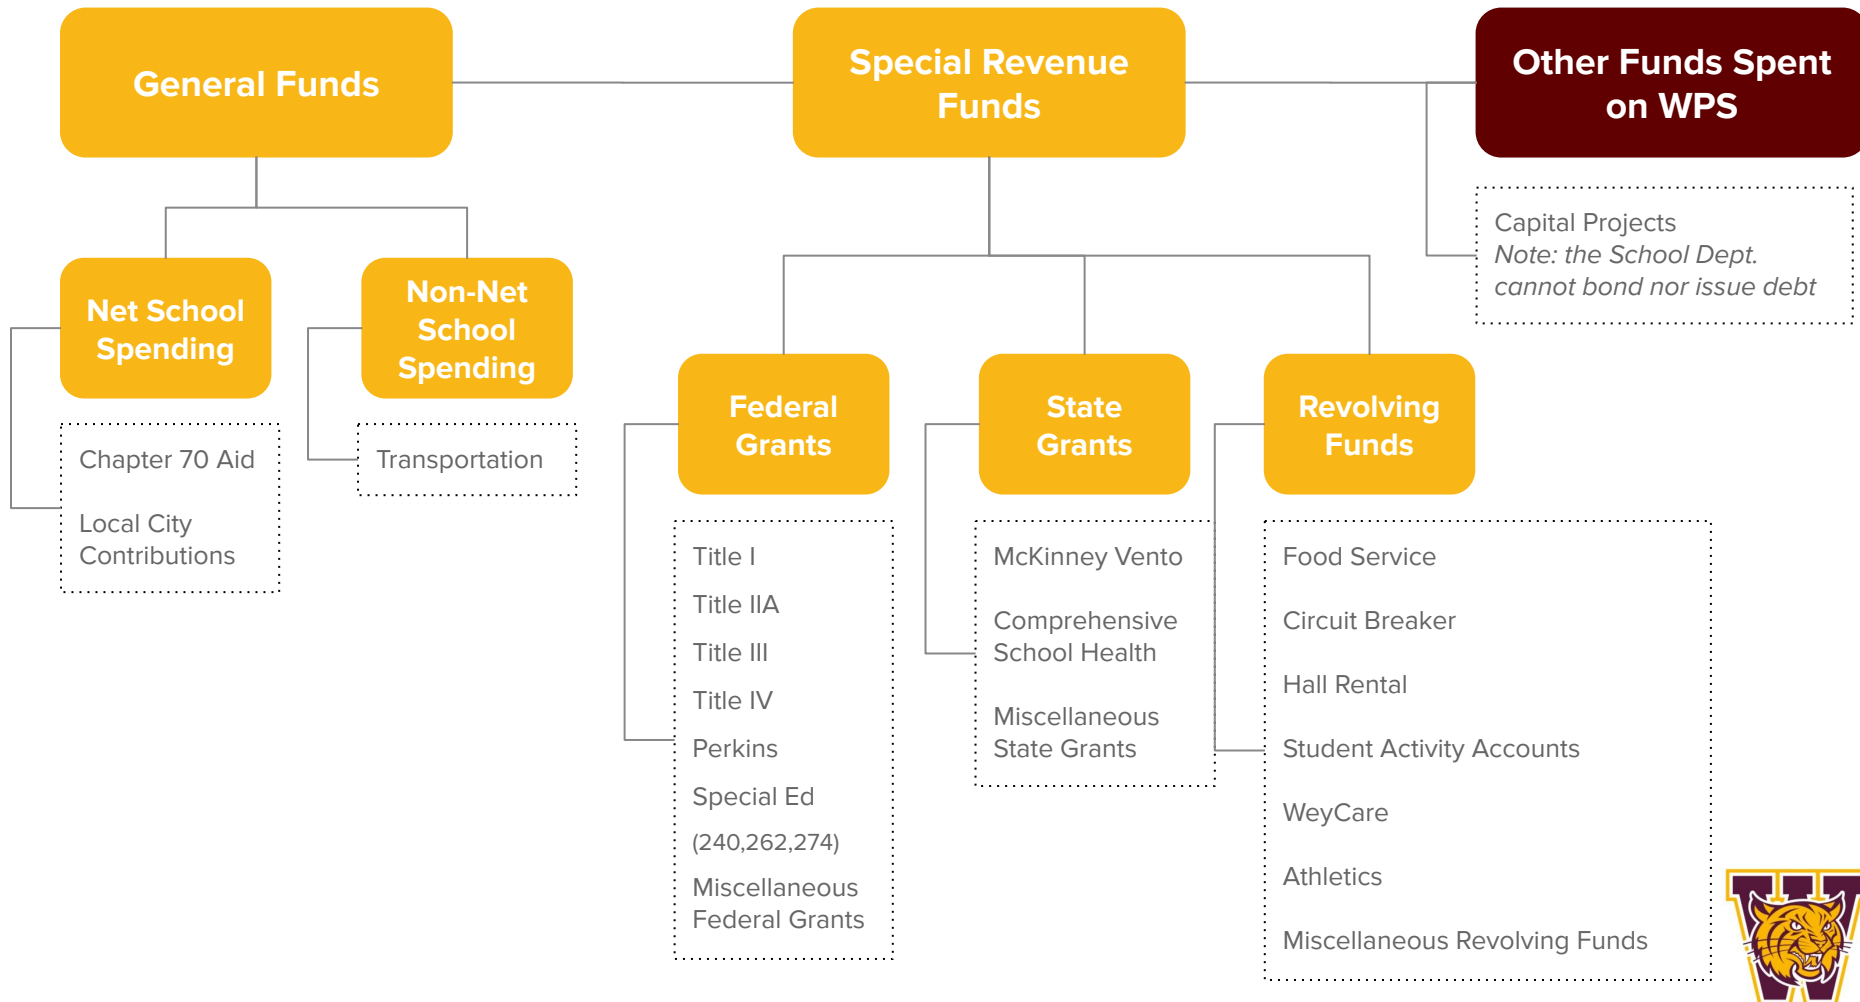 General Funds
Special Revenue
Funds
Other Funds Spent
on WPS
Capital Projects
Note: the School Dept.
cannot bond nor issue debt
Net School
Spending
Non-Net
School
Spending
Chapter 70 Aid
Local City
Contributions
Transportation
Federal
Grants
State
Grants
Revolving
Funds
Title I
Title IIA
Title III
Title IV
Perkins
Special Ed
(240,262,274)
Miscellaneous
Federal Grants
McKinney Vento
Comprehensive
School Health
Miscellaneous
State Grants
Food Service
Circuit Breaker
Hall Rental
Student Activity Accounts
WeyCare
Athletics
Miscellaneous Revolving Funds
W